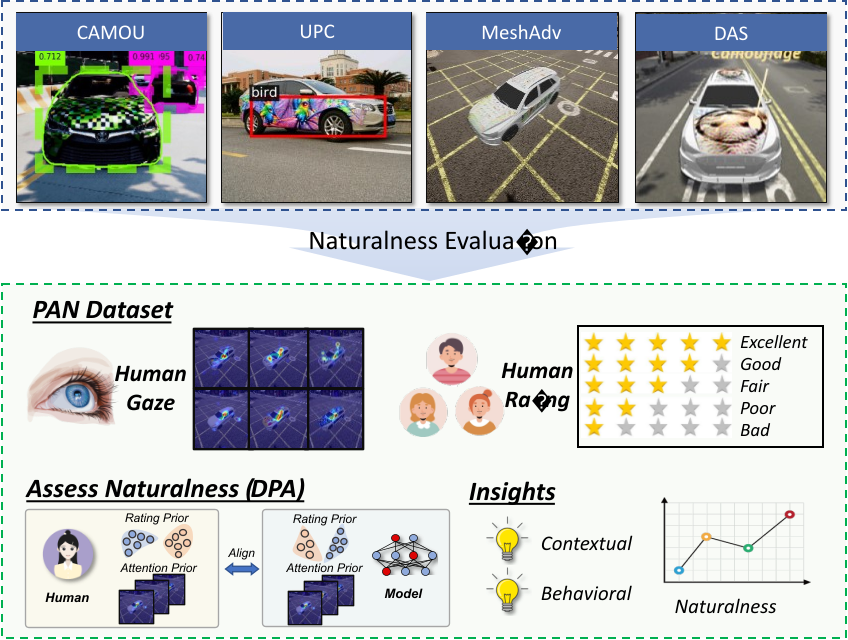 CAMOU
UPC
MeshAdv
DAS
0.712
0.991
.95
0.74
bird
Camouflage
Naturalness Evalua�on
PAN Dataset
Human
Gaze
Human
Ra�ng
Excellent
Good
Fair
Poor
Bad
Assess Naturalness (DPA)
Rating Prior
Attention Prior
Human
Align
Rating Prior
Attention Prior
Model
Insights
Contextual
Behavioral
Naturalness